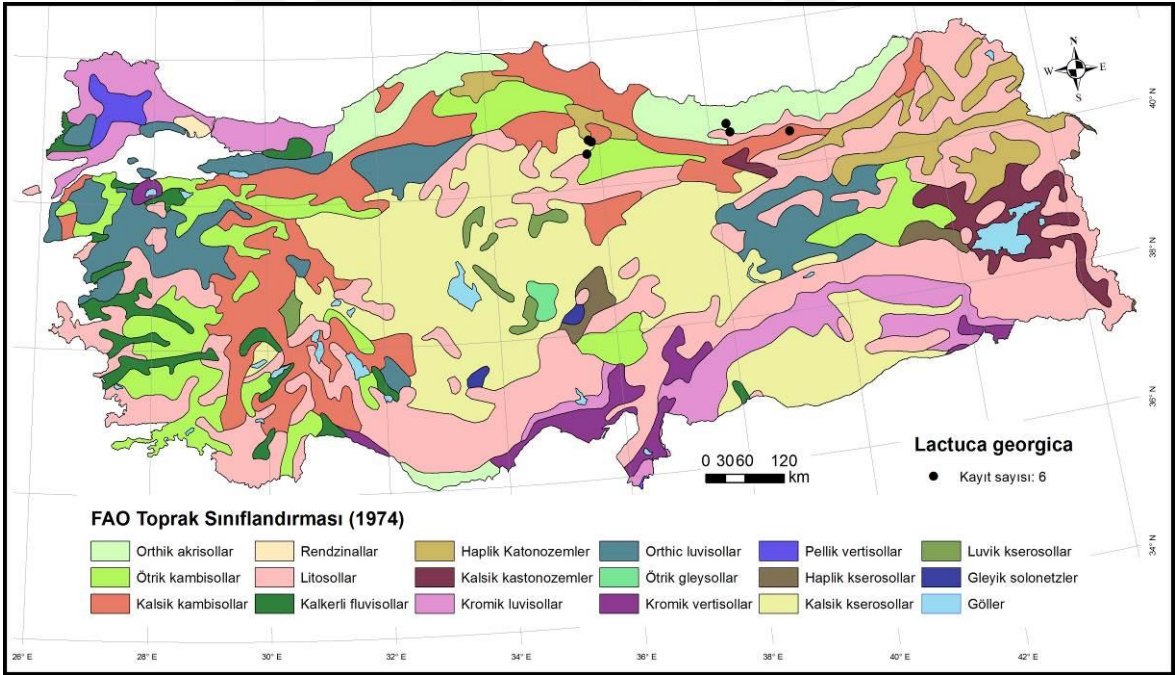 N
W E
S
40° N
38° N
36° N
34° N
Lactuca georgica
Kayıt sayısı: 6
0 30 60 120
km
FAO Toprak Sınıflandırması (1974)
Orthik akrisollar
Rendzinallar
Haplik Katonozemler
Orthic luvisollar
Pellik vertisollar
Luvik kserosollar
Ötrik kambisollar
Litosollar
Kalsik kastonozemler
Ötrik gleysollar
Haplik kserosollar
Gleyik solonetzler
Kalsik kambisollar
Kalkerli fluvisollar
Kromik luvisollar
Kromik vertisollar
Kalsik kserosollar
Göller
26° E 28° E 30° E 32° E 34° E 36° E 38° E 40° E 42° E